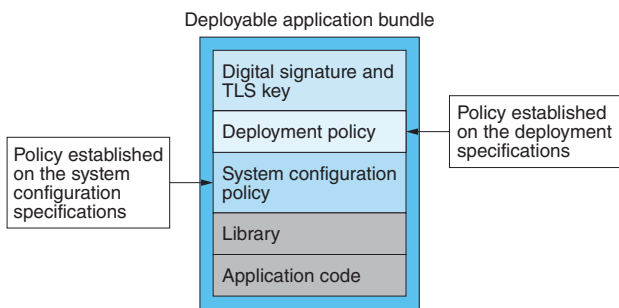 Deployable application bundle
Digital signature and
TLS key
Deployment policy
System configuration
policy
Library
Application code
Policy established
on the system
configuration
specifications
Policy established
on the deployment
specifications